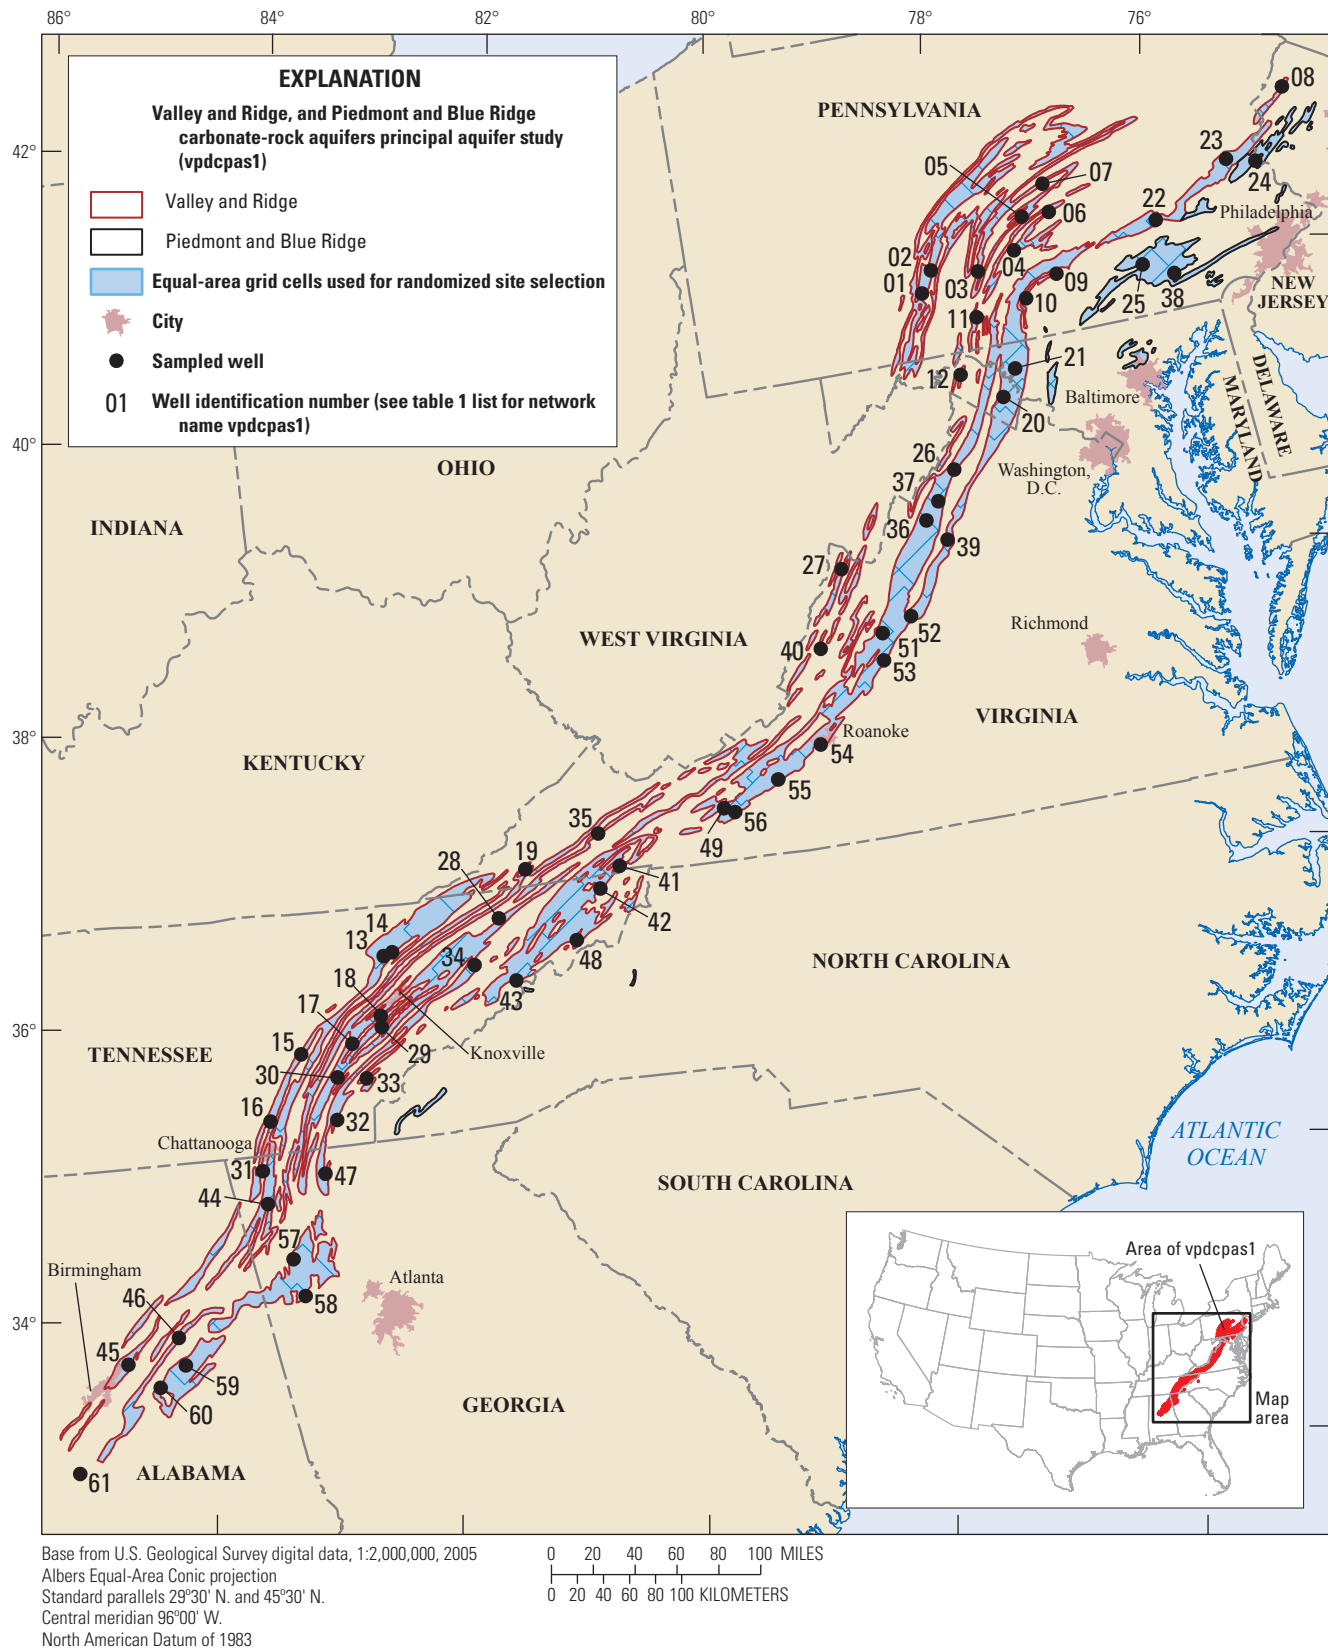 86°
84°
82°
80°
78°
76°
42°
40°
38°
36°
34°
EXPLANATION
Valley and Ridge, and Piedmont and Blue Ridge
carbonate-rock aquifers principal aquifer study
(vpdcpas1)
Valley and Ridge
Piedmont and Blue Ridge
Equal-area grid cells used for randomized site selection
City
Sampled well
01 Well identification number (see table 1 list for network
name vpdcpas1)
PENNSYLVANIA
08
23
24
05
07
06
22
Philadelphia
02
01
03
04
09
10
25
38
NEW
JERSEY
11
12
21
20
Baltimore
MARYLAND
DELAWARE
OHIO
INDIANA
26
Washington,
D.C.
37
36
39
27
WEST VIRGINIA
40
52
51
53
Richmond
VIRGINIA
KENTUCKY
Roanoke
54
55
56
49
35
19
28
41
42
14
13
34
48
43
NORTH CAROLINA
18
17
15
29
Knoxville
TENNESSEE
30
33
16
32
Chattanooga
31
47
44
SOUTH CAROLINA
ATLANTIC
OCEAN
57
58
Atlanta
Birmingham
46
45
59
60
GEORGIA
61
ALABAMA
Area of vpdcpas1
Map
area
Base from U.S. Geological Survey digital data, 1:2,000,000, 2005
Albers Equal-Area Conic projection
Standard parallels 29°30' N. and 45°30' N.
Central meridian 96°00' W.
North American Datum of 1983
0 20 40 60 80 100 MILES
0 20 40 60 80 100 KILOMETERS